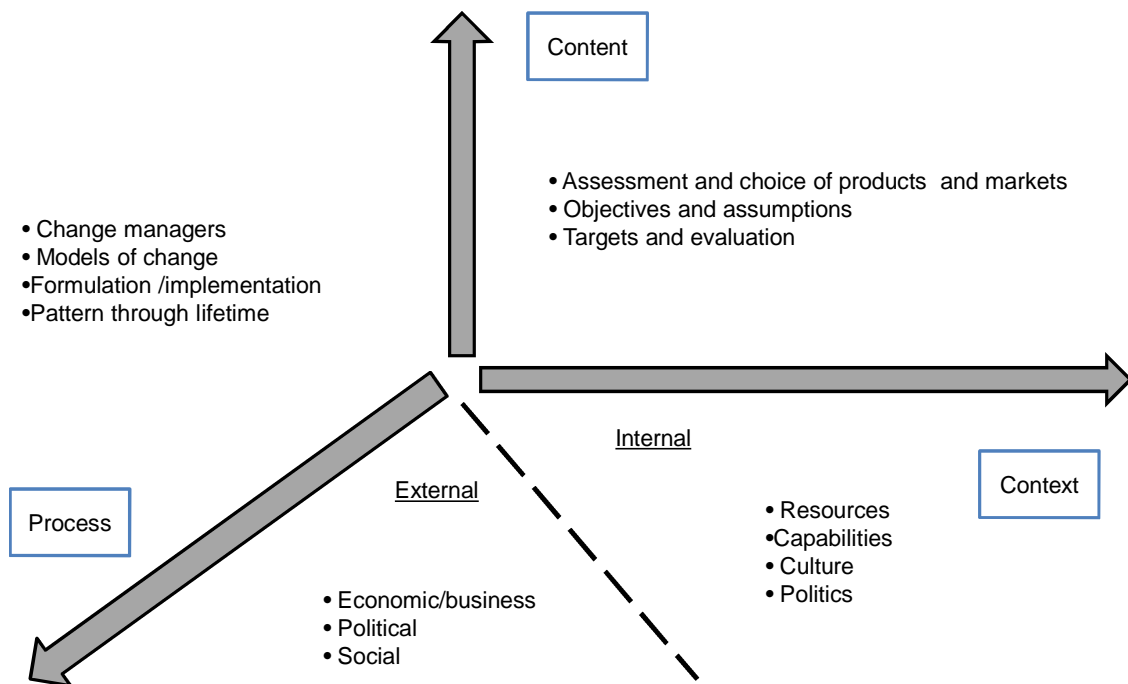 Content
• Assessment and choice of products and markets
• Objectives and assumptions
• Targets and evaluation
• Change managers
• Models of change
•Formulation /implementation
•Pattern through lifetime
Internal
External
Context
Process
• Resources
•Capabilities
• Culture
• Politics
• Economic/business
• Political
• Social